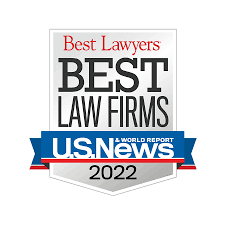 Best Lawyers
BEST
LAW FIRMS
U.S.News
& WORLD REPORT
2022